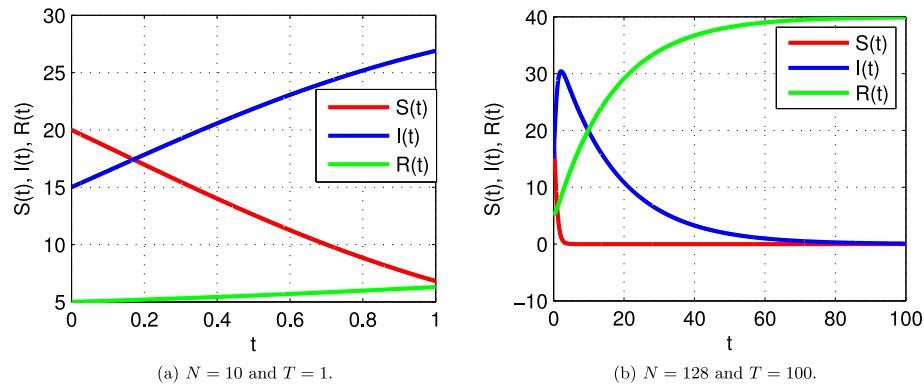 30
25
20
15
10
5
S(t), I(t), R(t)
0
0.2
0.4
0.6
0.8
1
t
S(t)
I(t)
R(t)
(a) N = 10 and T = 1.
40
30
20
10
0
−10
S(t), I(t), R(t)
0
20
40
60
80
100
t
S(t)
I(t)
R(t)
(b) N = 128 and T = 100.